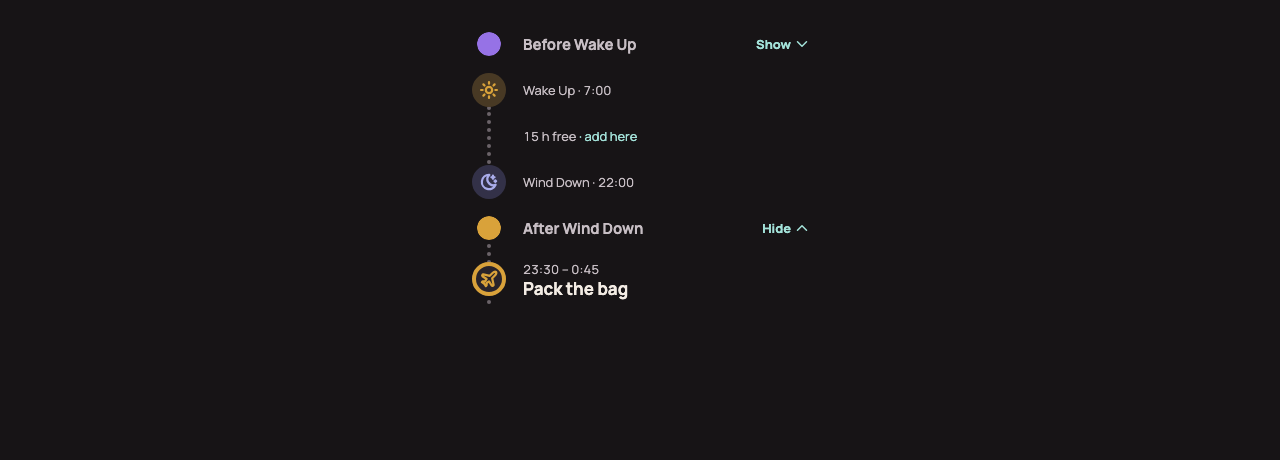 Before Wake Up
Show
Wake Up · 7:00
15 h free · add here
Wind Down · 22:00
After Wind Down
Hide
23:30 – 0:45
Pack the bag